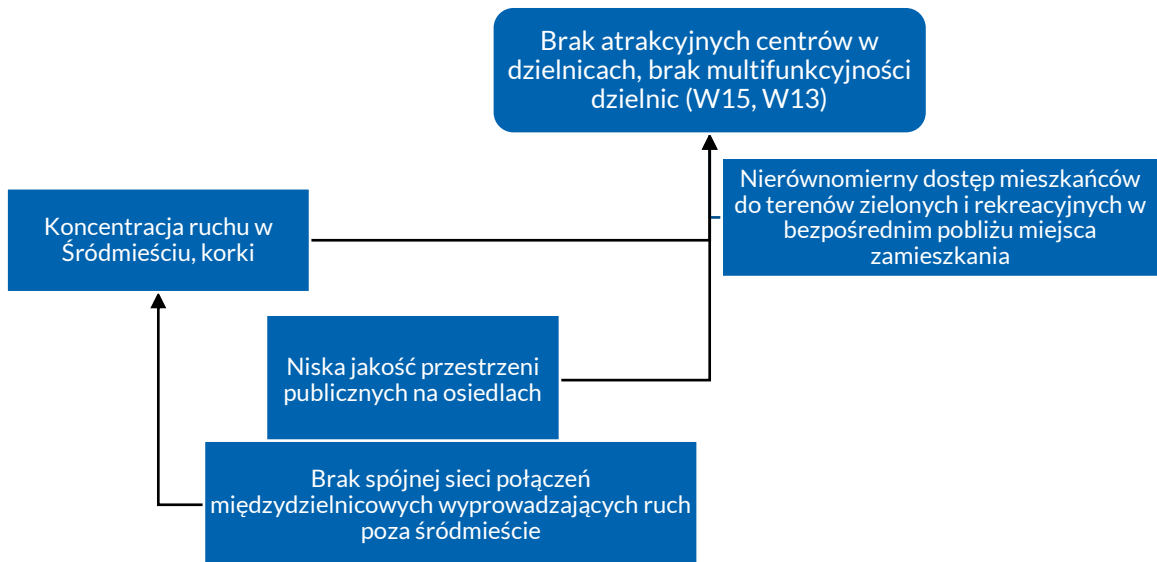 Brak atrakcyjnych centrów w
dzielnicach, brak multifunkcyjności
dzielnic (W15, W13)
Nierównomierny dostęp mieszkańców
do terenów zielonych i rekreacyjnych w
bezpośrednim pobliżu miejsca
zamieszkania
Koncentracja ruchu w
Śródmieściu, korki
Niska jakość przestrzeni
publicznych na osiedlach
Brak spójnej sieci połączeń
międzydzielnicowych wyprowadzających ruch
poza śródmieście